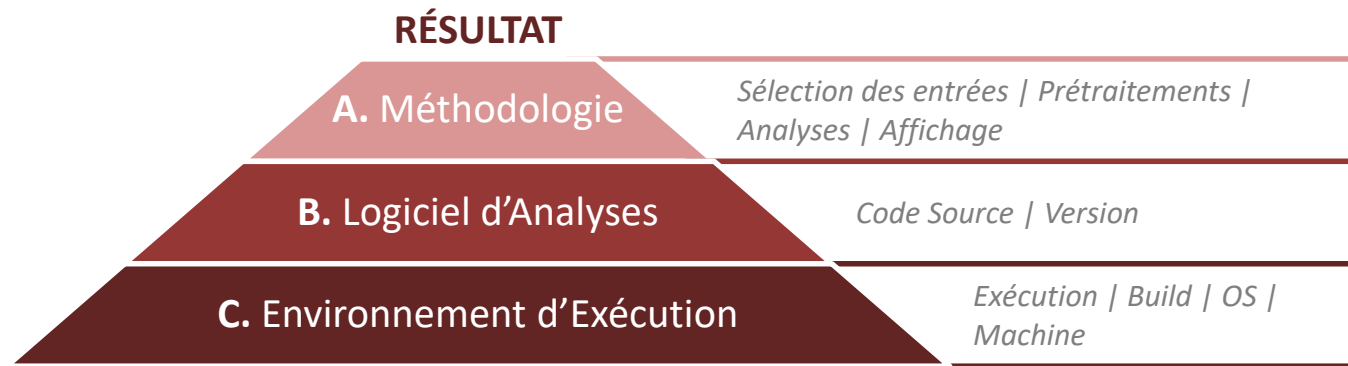 RÉSULTAT
A. Méthodologie
Sélection des entrées | Prétraitements |
Analyses | Affichage
B. Logiciel d’Analyses
Code Source | Version
C. Environnement d’Exécution
Exécution | Build | OS |
Machine